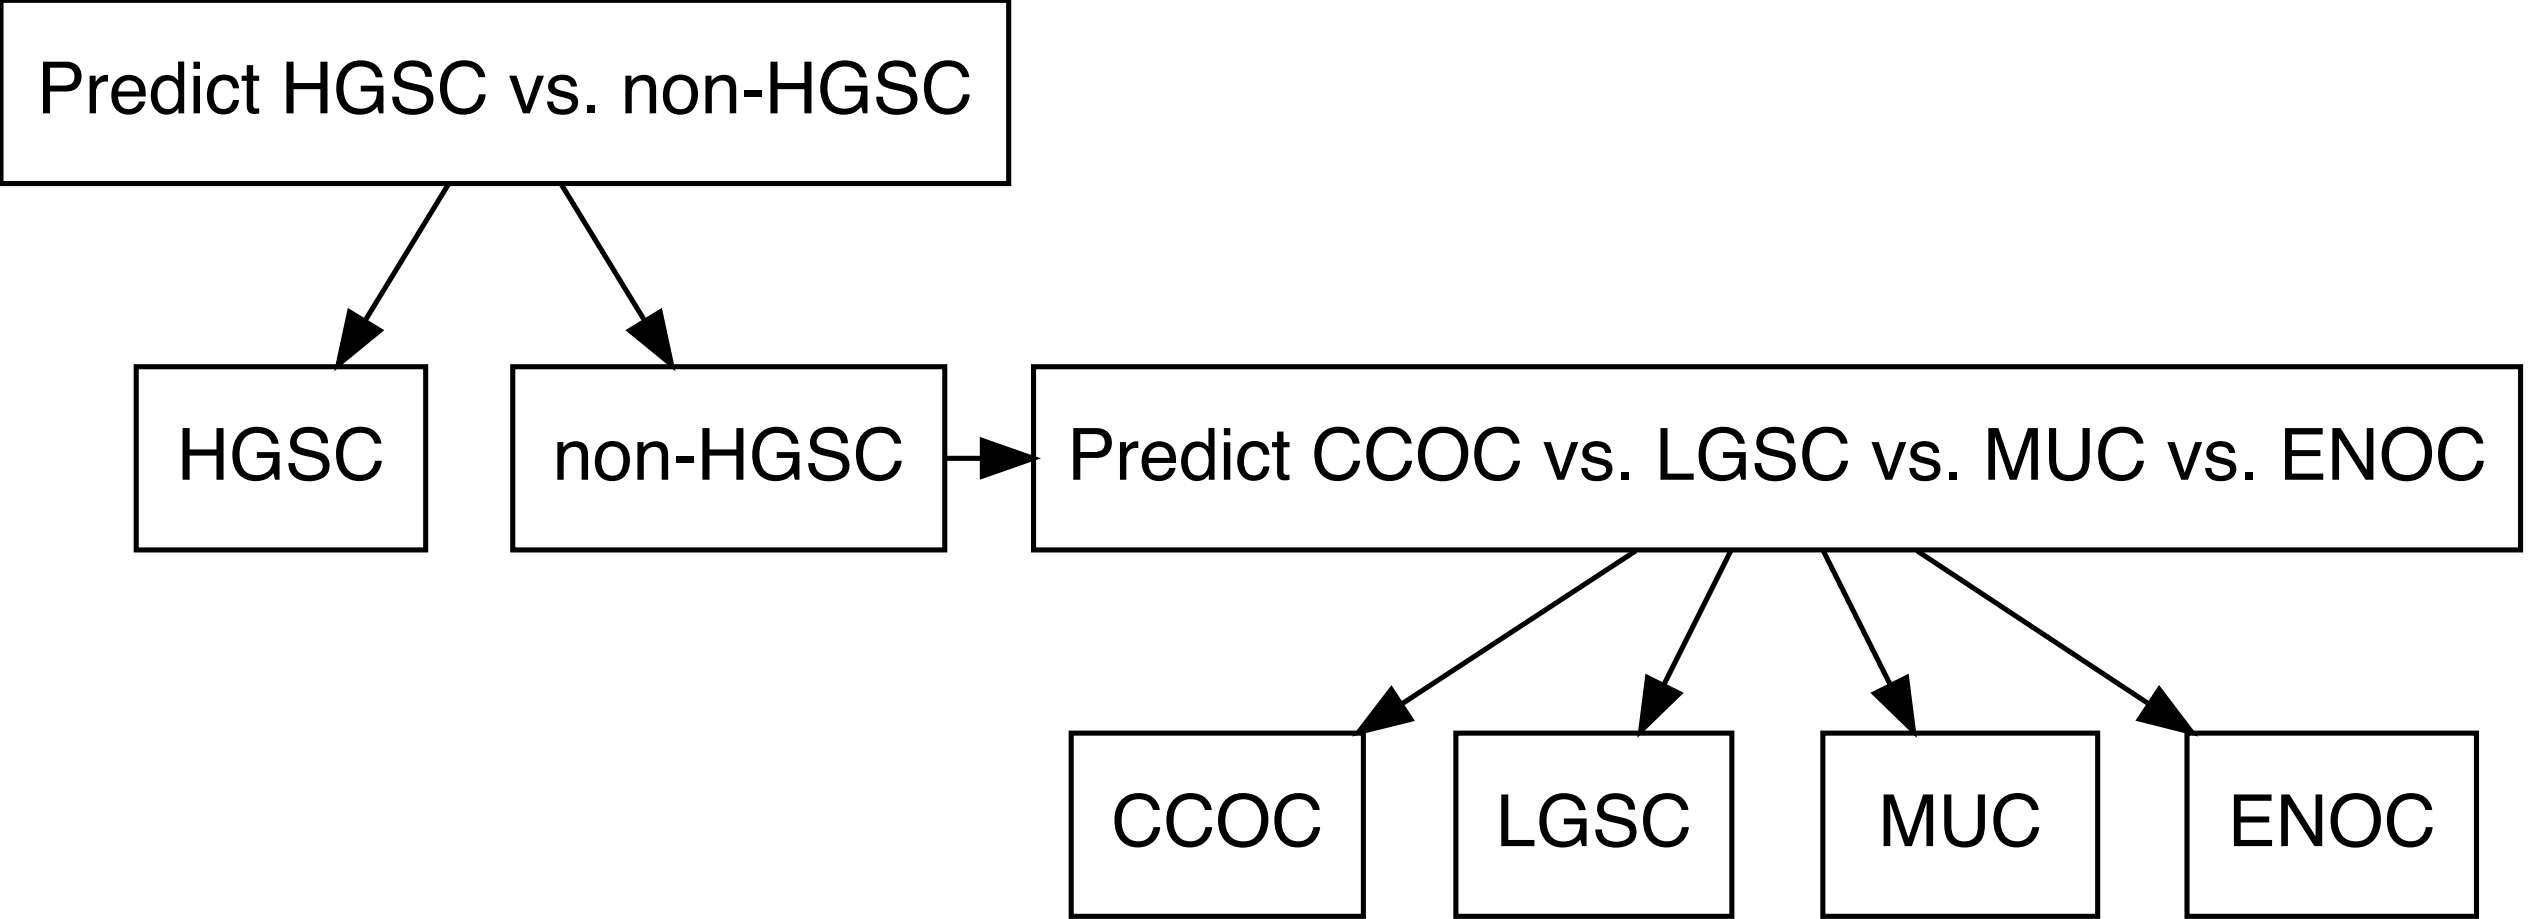 Predict HGSC vs. non-HGSC
HGSC
non-HGSC
Predict CCOC vs. LGSC vs. MUC vs. ENOC
CCOC
LGSC
MUC
ENOC